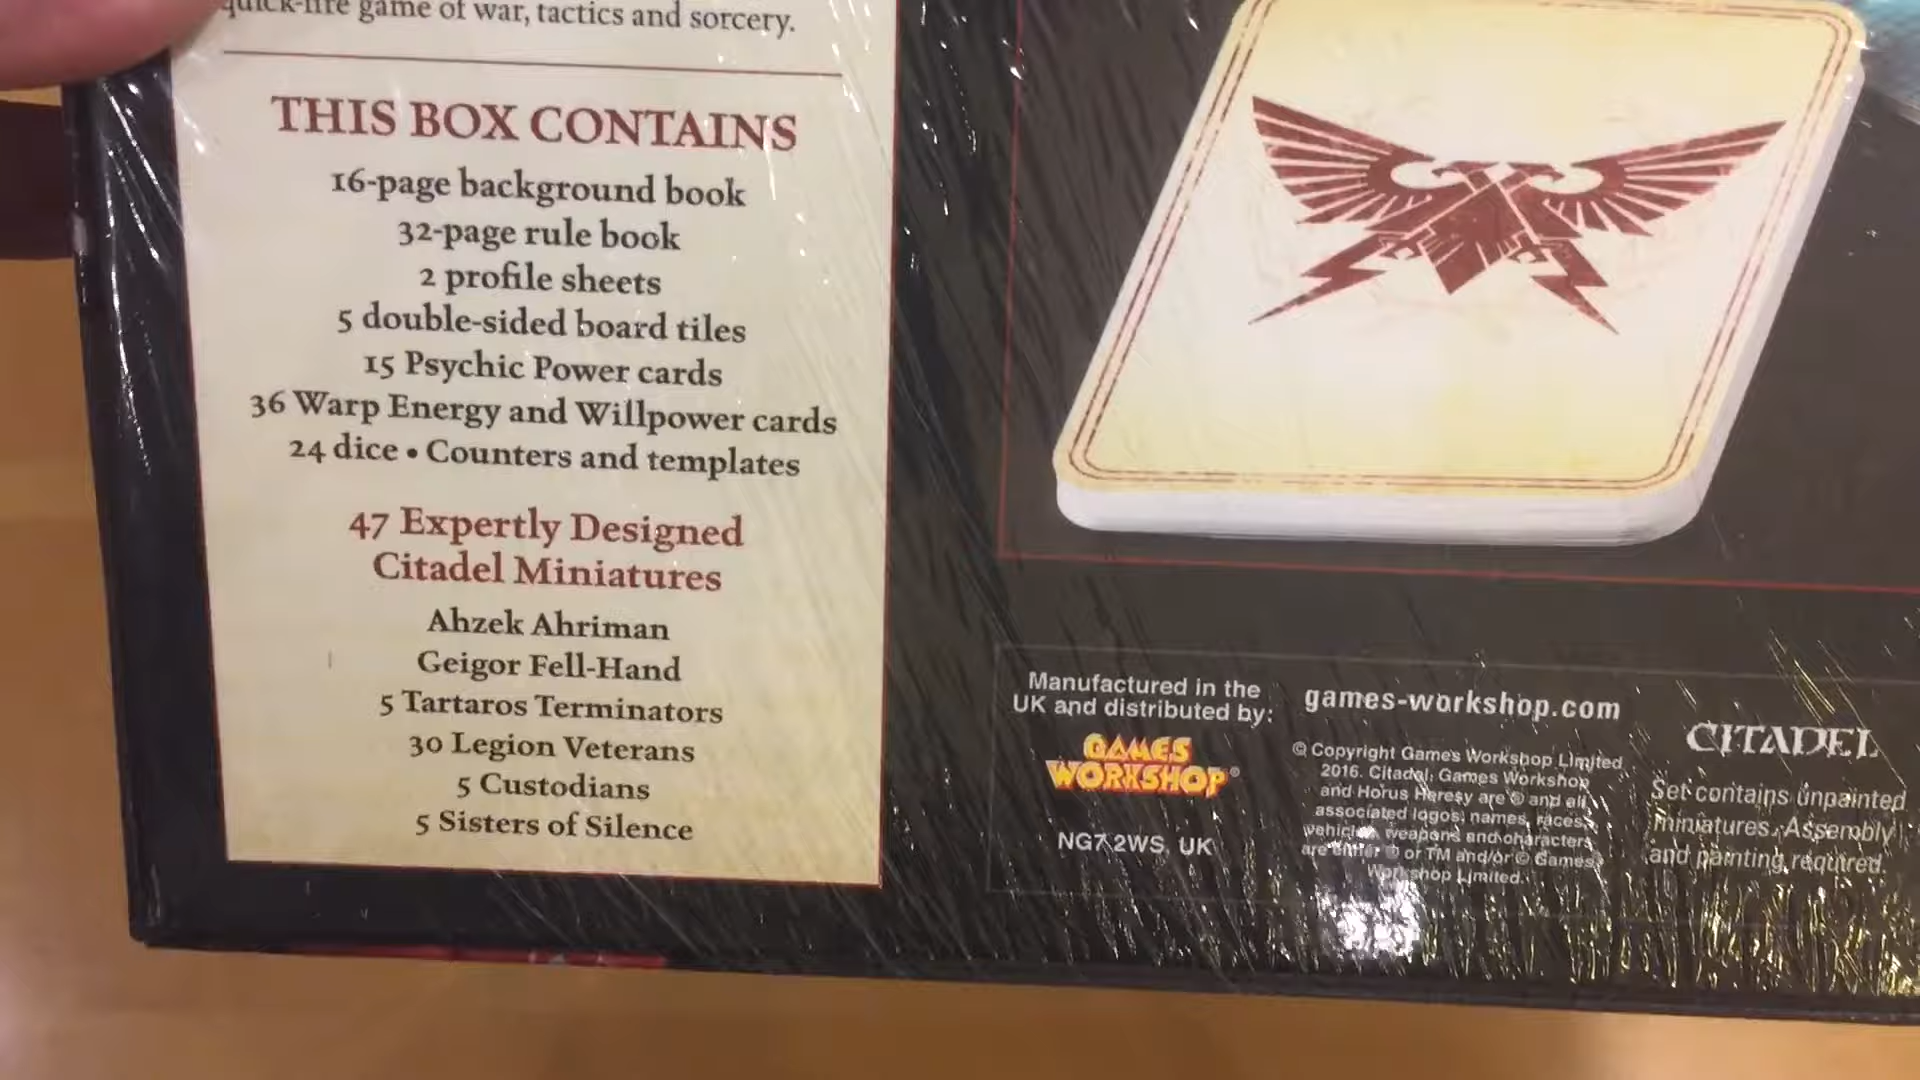 quick-fire game of war, tactics and sorcery.
THIS BOX CONTAINS
16-page background book
32-page rule book
2 profile sheets
5 double-sided board tiles
15 Psychic Power cards
36 Warp Energy and Willpower cards
24 dice • Counters and templates
47 Expertly Designed
Citadel Miniatures
Ahzek Ahriman
Geigor Fell-Hand
5 Tartaros Terminators
30 Legion Veterans
5 Custodians
5 Sisters of Silence
Manufactured in the
UK and distributed by:
GAMES
WORKSHOP®
NG7 2WS, UK
games-workshop.com
© Copyright Games Workshop Limited
2016. Citadel, Games Workshop
and Horus Heresy are ® and all
associated logos, names, races,
vehicles, weapons and characters
are either ® or TM and/or © Games
Workshop Limited.
CITADEL
Set contains unpainted
miniatures. Assembly
and painting required.